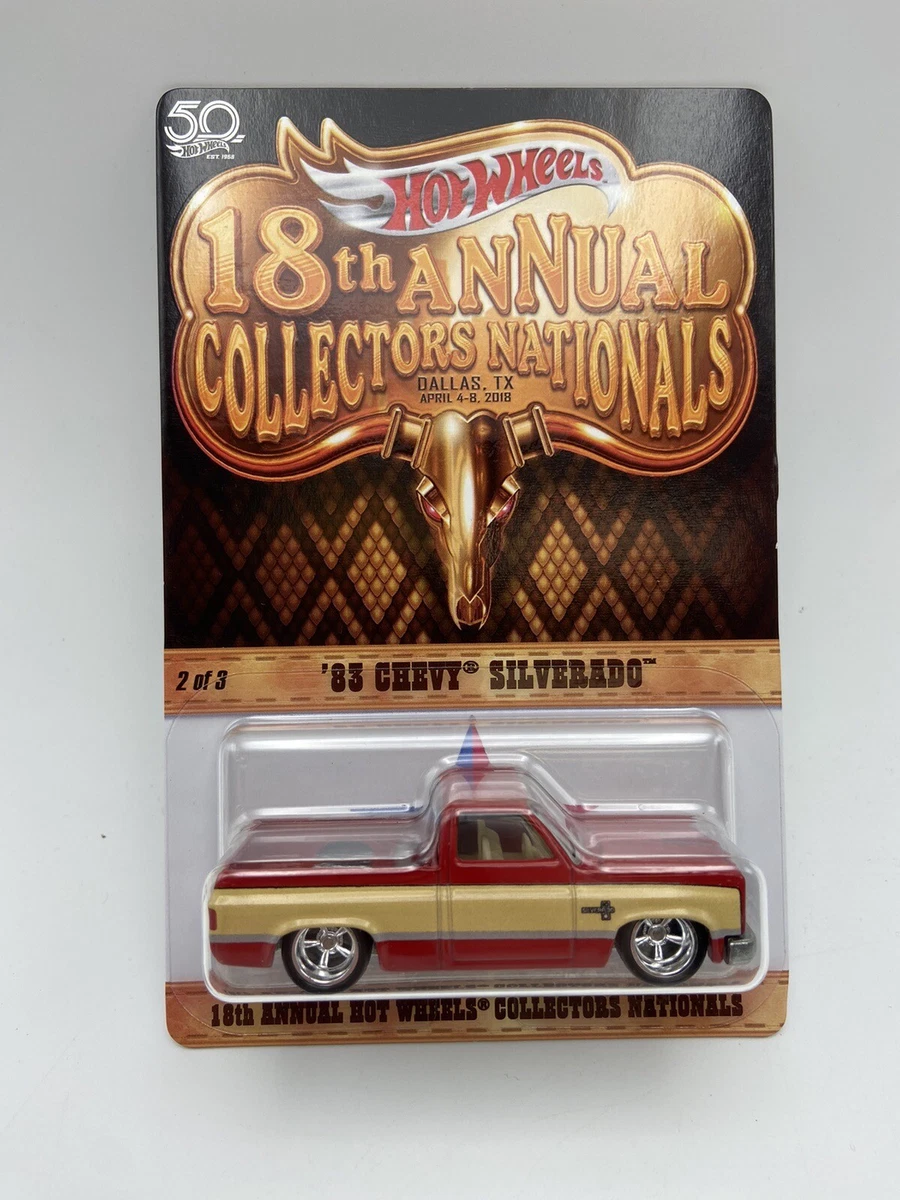 50
HOT WHEELS
EST. 1968
HOT WHEELS
18th ANNUAL
COLLECTORS NATIONALS
DALLAS, TX
APRIL 4-8, 2018
2 of 3
'83 CHEVY® SILVERADO™
18th ANNUAL HOT WHEELS® COLLECTORS NATIONALS